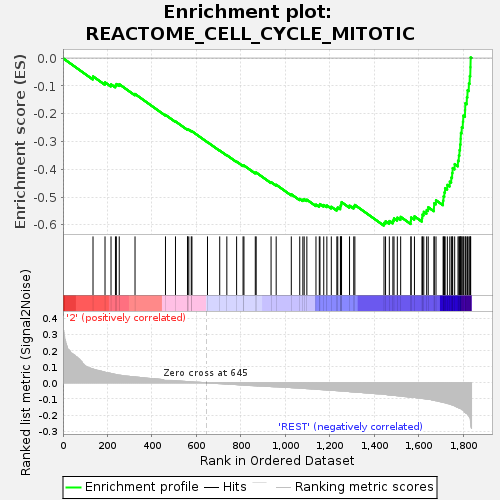 Enrichment plot:
REACTOME_CELL_CYCLE_MITOTIC
Enrichment score (ES)
0.0
-0.1
-0.2
-0.3
-0.4
-0.5
-0.6
'2' (positively correlated)
Ranked list metric (Signal2Noise)
0.4
0.3
0.2
0.1
0.0
-0.1
-0.2
-0.3
Zero cross at 645
'REST' (negatively correlated)
0
200
400
600
800
1,000
1,200
1,400
1,600
1,800
Rank in Ordered Dataset
Enrichment profile
Hits
Ranking metric scores